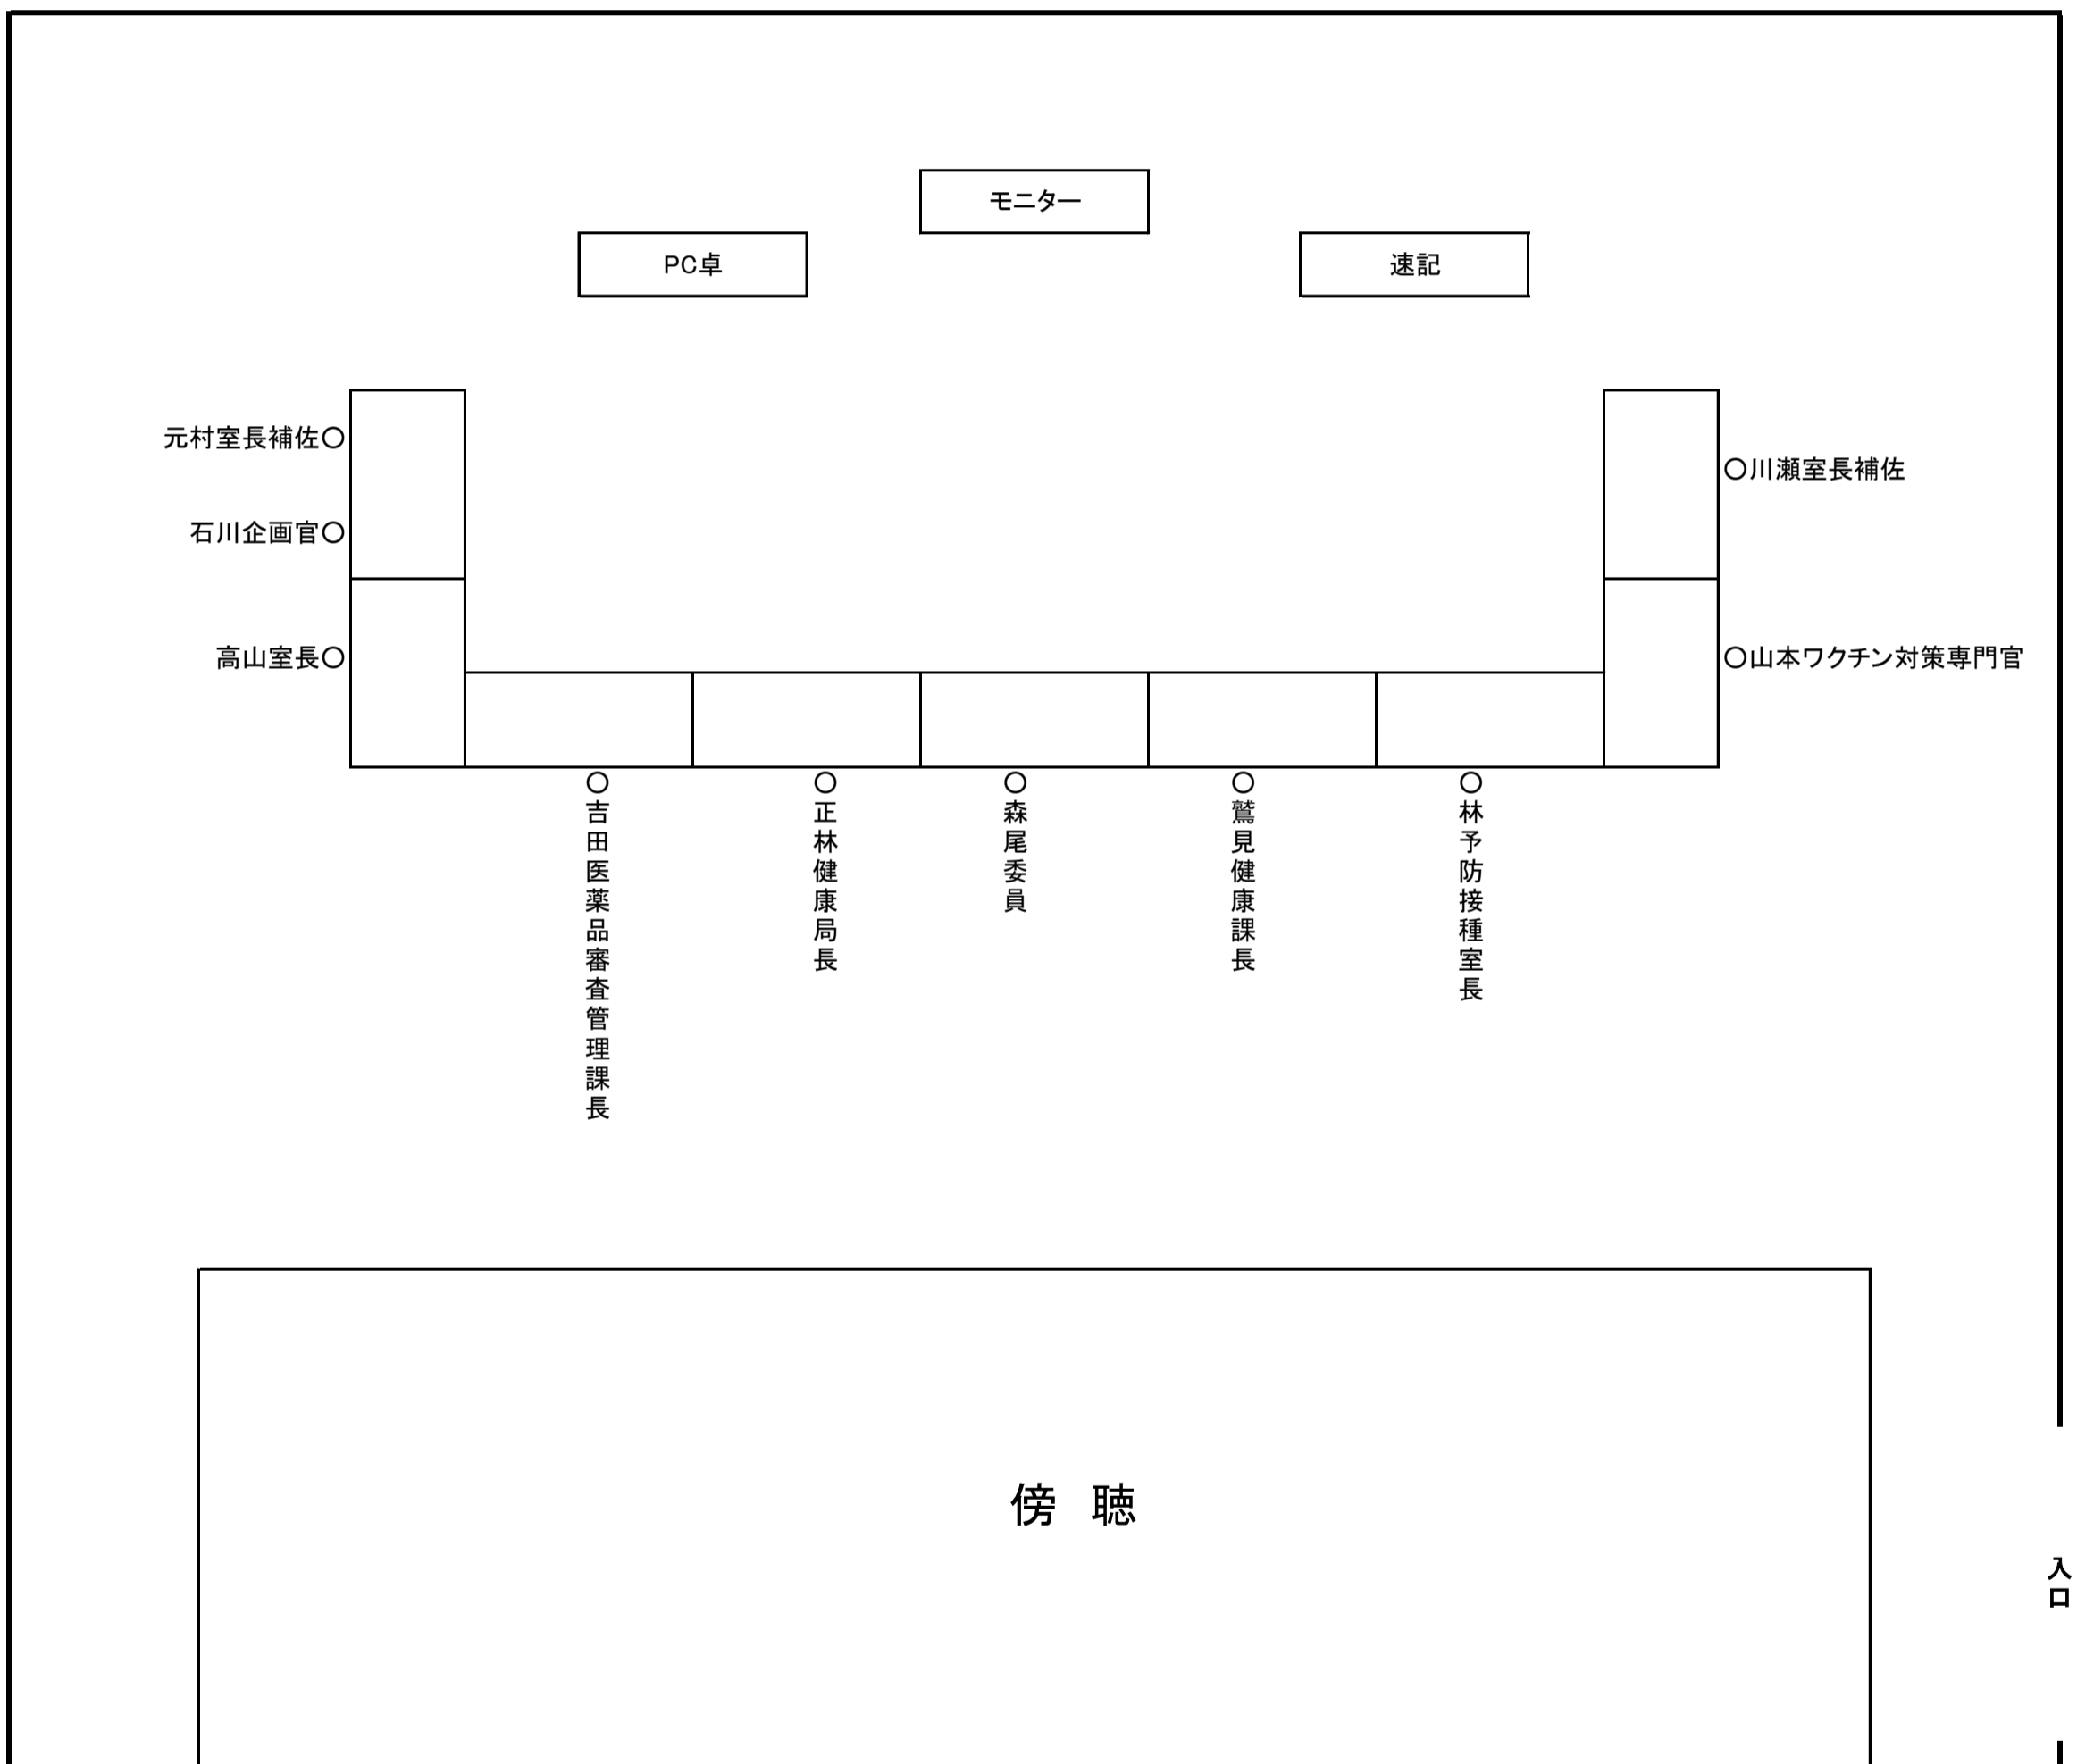 モニター
PC卓
速記
元村室長補佐○
○川瀬室長補佐
石川企画官○
高山室長○
○山本ワクチン対策専門官
○吉田医薬品審査管理課長
○正林健康局長
○森尾委員
○鷲見健康課長
○林予防接種室長
傍 聴
入口